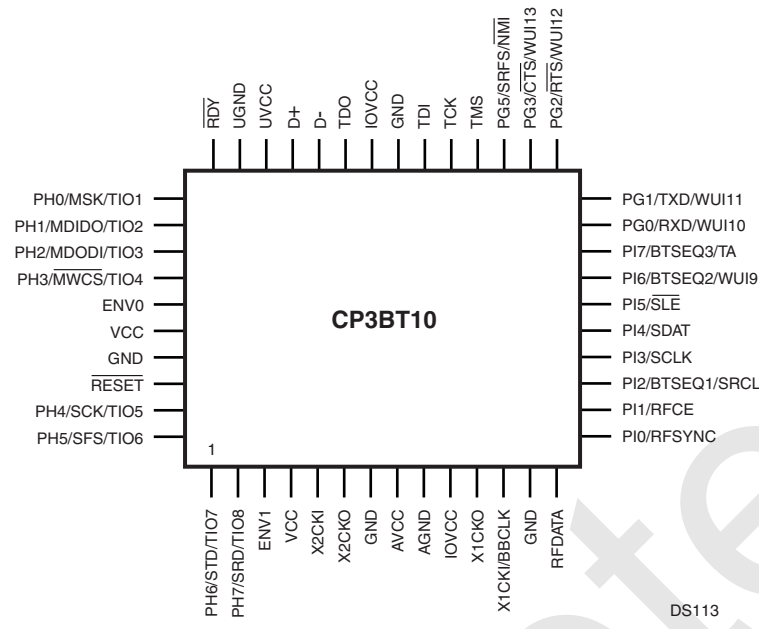 RDY
UGND
UVCC
D+
D-
TDO
IOVCC
GND
TDI
TCK
TMS
PG5/SRFS/NMI
PG3/CTS/WUI13
PG2/RTS/WUI12
PH0/MSK/TIO1
PH1/MDIDO/TIO2
PH2/MDODI/TIO3
PH3/MWCS/TIO4
ENV0
VCC
GND
RESET
PH4/SCK/TIO5
PH5/SFS/TIO6
CP3BT10
1
PG1/TXD/WUI11
PG0/RXD/WUI10
PI7/BTSEQ3/TA
PI6/BTSEQ2/WUI9
PI5/SLE
PI4/SDAT
PI3/SCLK
PI2/BTSEQ1/SRCL
PI1/RFCE
PI0/RFSYNC
PH6/STD/TIO7
PH7/SRD/TIO8
ENV1
VCC
X2CKI
X2CKO
GND
AVCC
AGND
IOVCC
X1CKO
X1CKI/BBCLK
GND
RFDATA
DS113